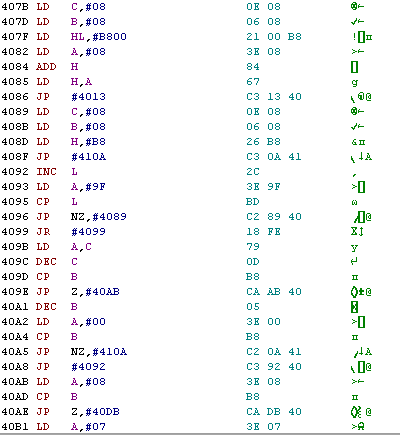 407B LD C,#08 0E 08
407D LD B,#08 06 08
407F LD HL,#B800 21 00 B8 !
4082 LD A,#08 3E 08 >←
4084 ADD H 84
4085 LD H,A 67 g
4086 JP #4013 C3 13 40 @
4089 LD C,#08 0E 08
408B LD B,#08 06 08
408D LD H,#B8 26 B8 &
408F JP #410A C3 0A 41 A
4092 INC L 2C ,
4093 LD A,#9F 3E 9F >
4095 CP L BD ω
4096 JP NZ,#4089 C2 89 40 @
4099 JR #4099 18 FE
409B LD A,C 79 y
409C DEC C 0D
409D CP B B8
409E JP Z,#40AB CA AB 40 @
40A1 DEC B 05
40A2 LD A,#00 3E 00 >
40A4 CP B B8
40A5 JP NZ,#410A C2 0A 41 A
40A8 JP #4092 C3 92 40 @
40AB LD A,#08 3E 08 >←
40AD CP B B8
40AE JP Z,#40DB CA DB 40 @
40B1 LD A,#07 3E 07 >